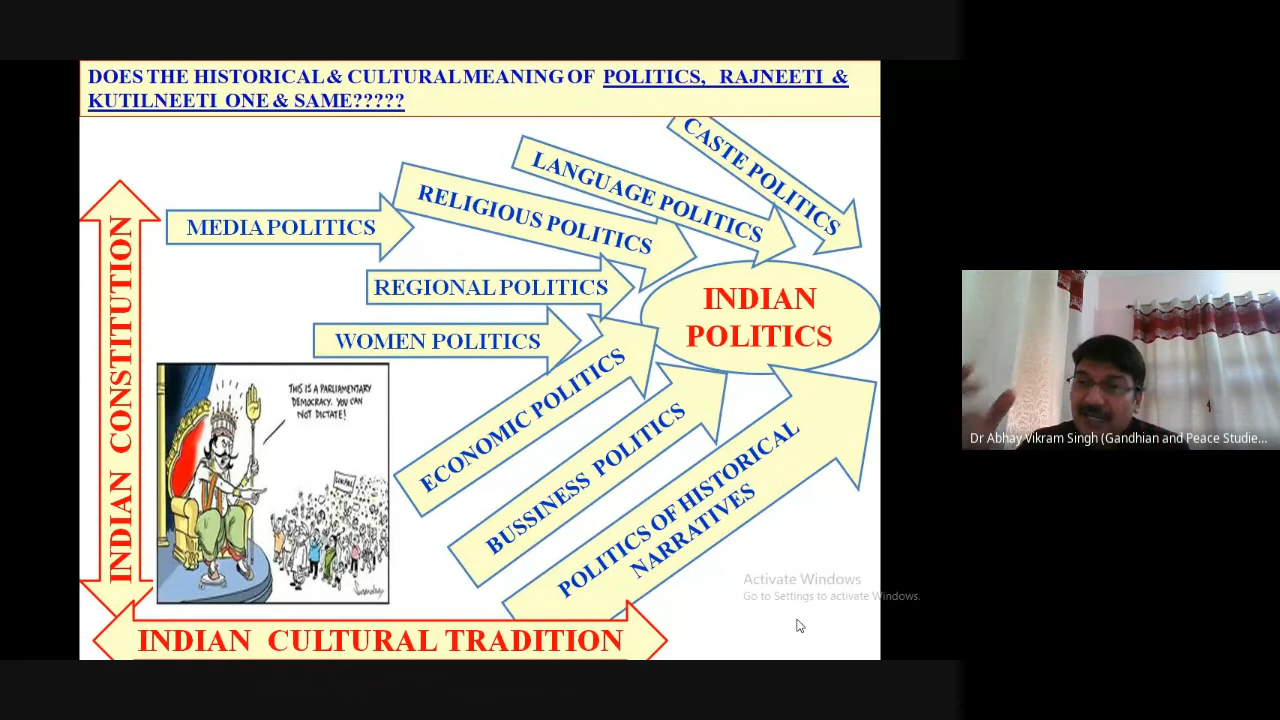 DOES THE HISTORICAL & CULTURAL MEANING OF POLITICS, RAJNEETI &
KUTILNEETI ONE & SAME?????
CASTE POLITICS
LANGUAGE POLITICS
RELIGIOUS POLITICS
MEDIA POLITICS
REGIONAL POLITICS
INDIAN
POLITICS
WOMEN POLITICS
ECONOMIC POLITICS
BUSSINESS POLITICS
POLITICS OF HISTORICAL
NARRATIVES
INDIAN CONSTITUTION
THIS IS A PARLIAMENTARY
DEMOCRACY. YOU CAN
NOT DICTATE!
INDIAN CULTURAL TRADITION
Activate Windows
Go to Settings to activate Windows.
Dr Abhay Vikram Singh (Gandhian and Peace Studie...